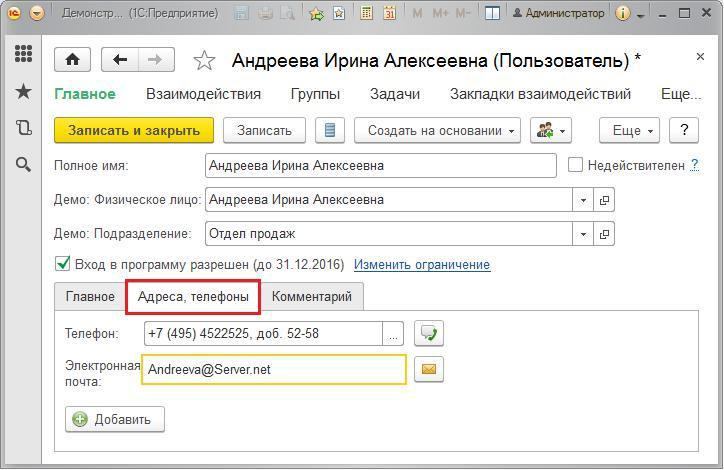 Демонстр... (1С:Предприятие) M M+ M- Администратор
Андреева Ирина Алексеевна (Пользователь) *
Главное Взаимодействия Группы Задачи Закладки взаимодействий Еще...
Записать и закрыть Записать Создать на основании Еще ?
Полное имя: Андреева Ирина Алексеевна Недействителен ?
Демо: Физическое лицо: Андреева Ирина Алексеевна
Демо: Подразделение: Отдел продаж
Вход в программу разрешен (до 31.12.2016) Изменить ограничение
Главное Адреса, телефоны Комментарий
Телефон: +7 (495) 4522525, доб. 52-58 ...
Электронная
почта: Andreeva@Server.net
Добавить